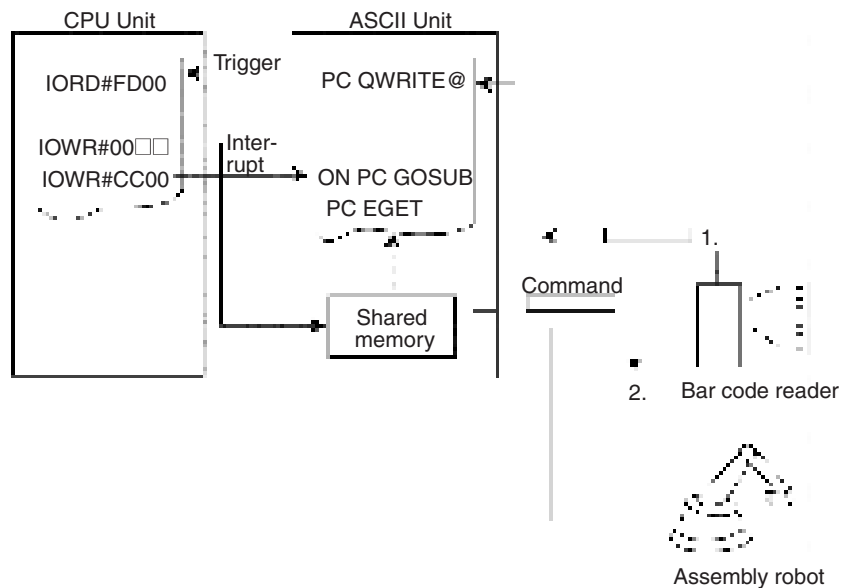 CPU Unit
ASCII Unit
Trigger
IORD#FD00
PC QWRITE@
IOWR#00□□
Inter-
rupt
IOWR#CC00
ON PC GOSUB
PC EGET
1.
Command
Shared
memory
2.
Bar code reader
Assembly robot